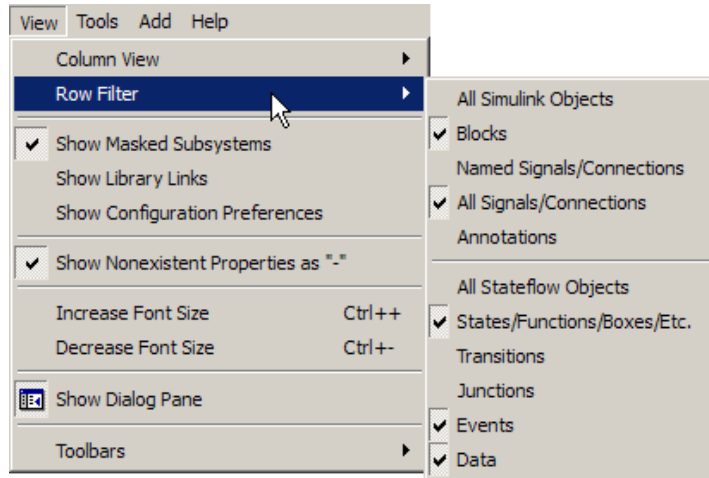 View Tools Add Help
Column View
Row Filter
Show Masked Subsystems
Show Library Links
Show Configuration Preferences
Show Nonexistent Properties as "-"
Increase Font Size Ctrl++
Decrease Font Size Ctrl+-
Show Dialog Pane
Toolbars
All Simulink Objects
Blocks
Named Signals/Connections
All Signals/Connections
Annotations
All Stateflow Objects
States/Functions/Boxes/Etc.
Transitions
Junctions
Events
Data